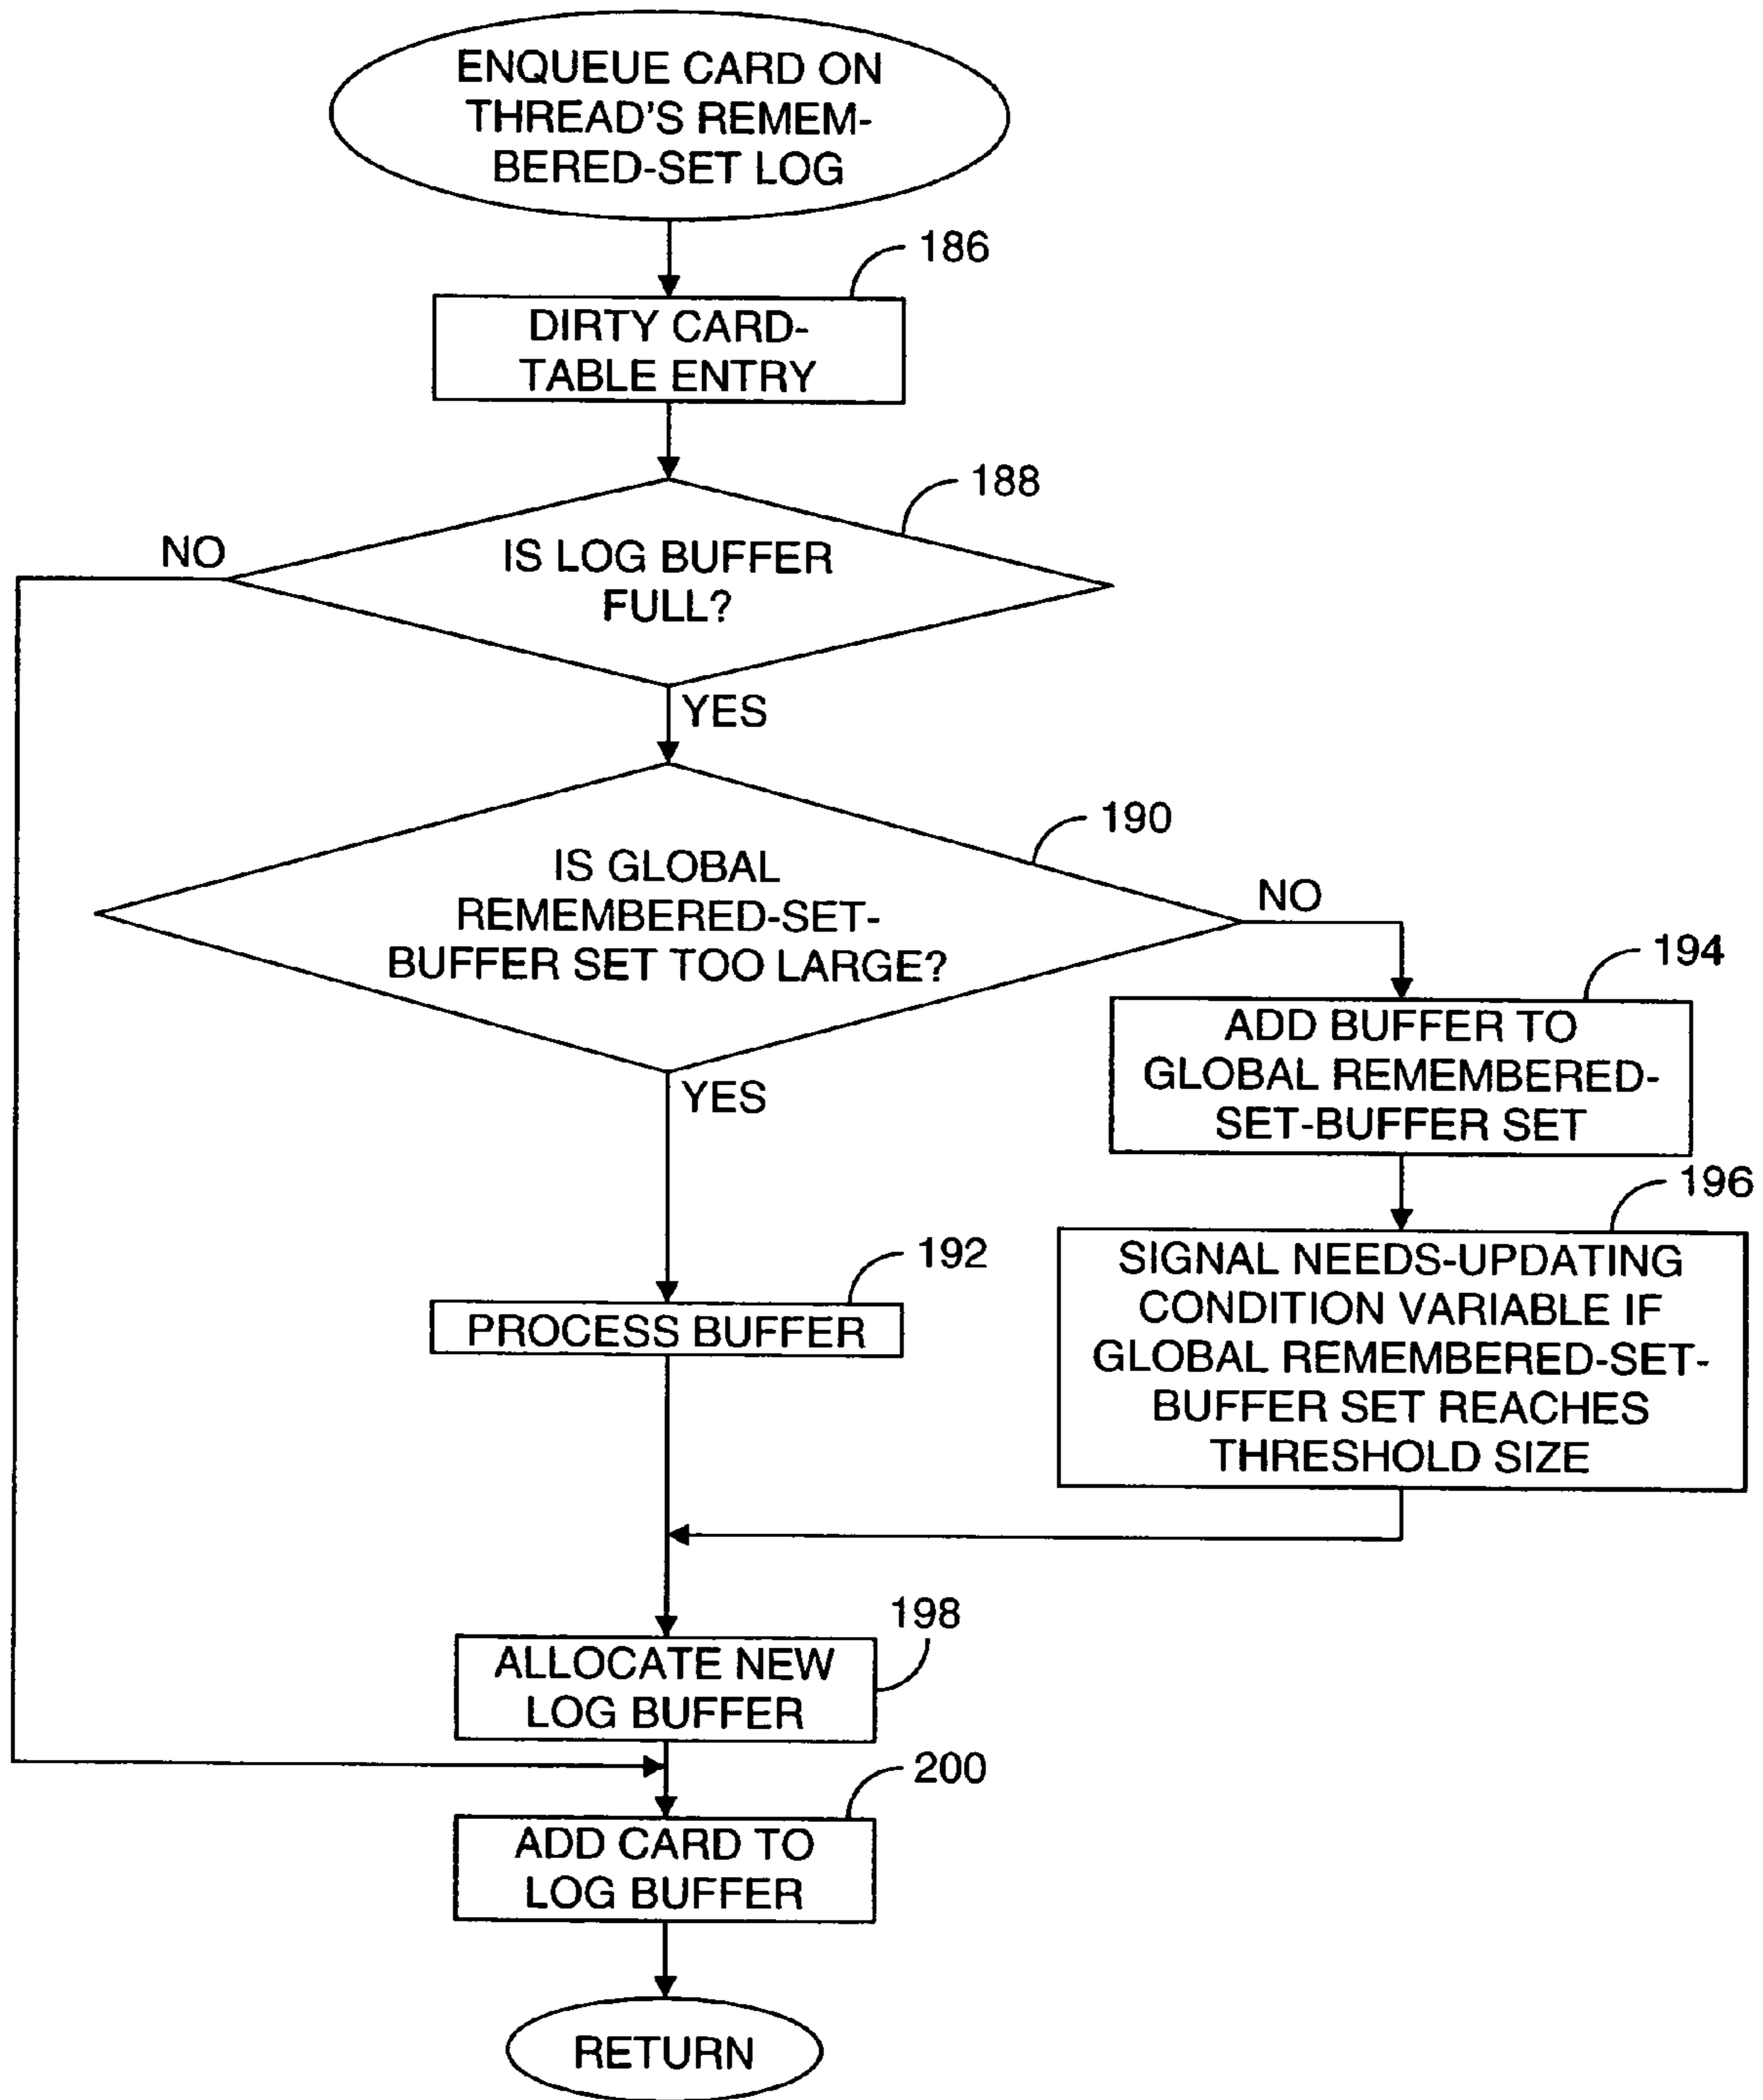 ENQUEUE CARD ON
THREAD'S REMEM-
BERED-SET LOG
186
DIRTY CARD-
TABLE ENTRY
188
NO
IS LOG BUFFER
FULL?
YES
190
IS GLOBAL
REMEMBERED-SET-
BUFFER SET TOO LARGE?
NO
194
ADD BUFFER TO
GLOBAL REMEMBERED-
SET-BUFFER SET
YES
196
SIGNAL NEEDS-UPDATING
CONDITION VARIABLE IF
GLOBAL REMEMBERED-SET-
BUFFER SET REACHES
THRESHOLD SIZE
192
PROCESS BUFFER
198
ALLOCATE NEW
LOG BUFFER
200
ADD CARD TO
LOG BUFFER
RETURN